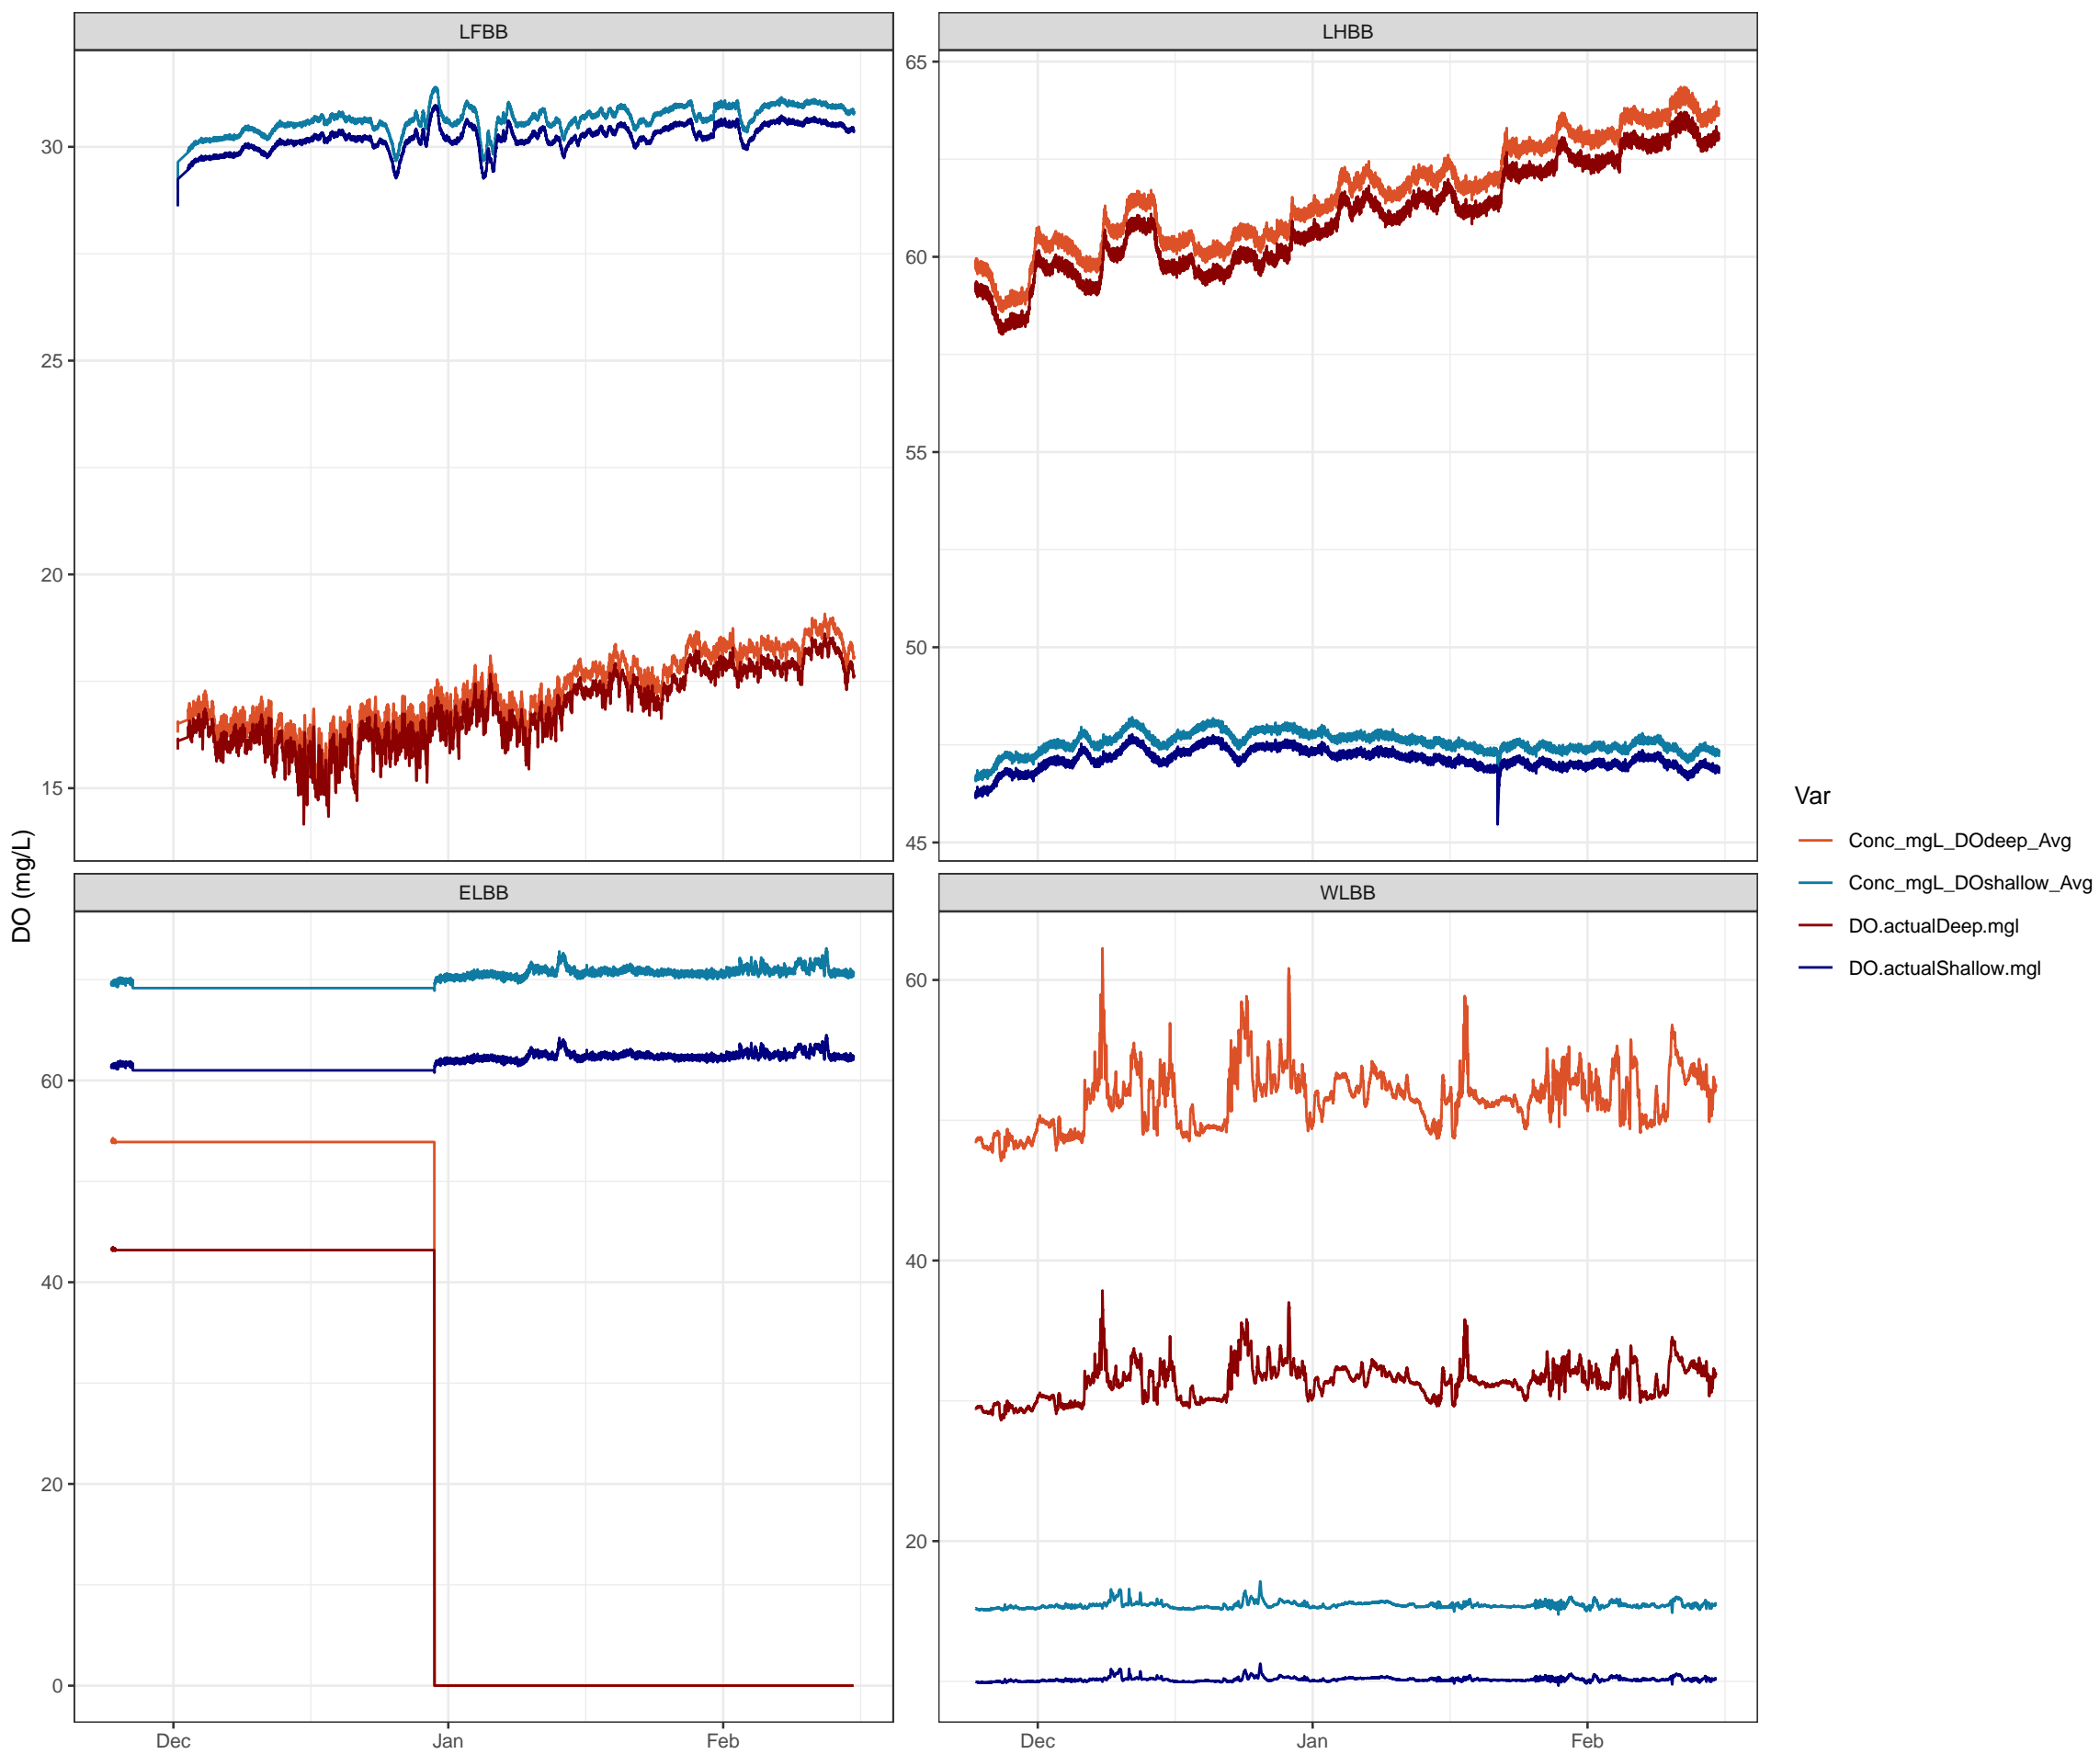 LFBB
LHBB
30
25
20
15
65
60
55
50
45
DO (mg/L)
ELBB
WLBB
60
40
20
0
60
40
20
Dec
Jan
Feb
Dec
Jan
Feb
Var
Conc_mgL_DOdeep_Avg
Conc_mgL_DOshallow_Avg
DO.actualDeep.mgl
DO.actualShallow.mgl